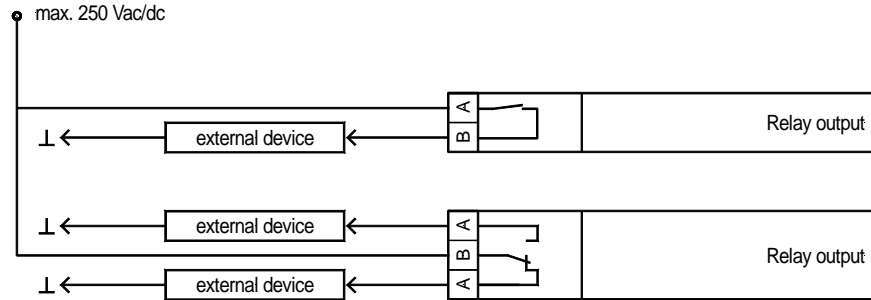 max. 250 Vac/dc
A
Relay output
external device
B
external device
A
B
Relay output
external device
A